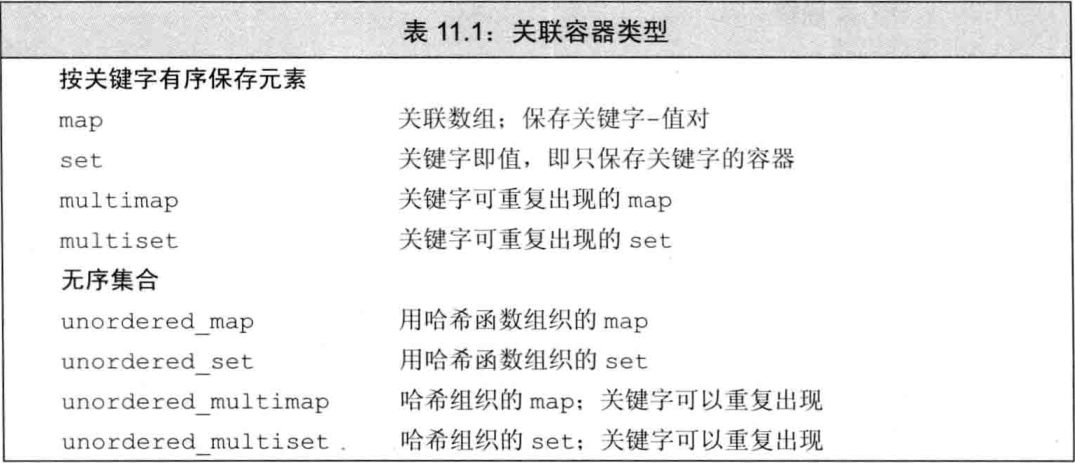 表 11.1：关联容器类型
按关键字有序保存元素
map 关联数组；保存关键字-值对
set 关键字即值，即只保存关键字的容器
multimap 关键字可重复出现的 map
multiset 关键字可重复出现的 set
无序集合
unordered_map 用哈希函数组织的 map
unordered_set 用哈希函数组织的 set
unordered_multimap 哈希组织的 map；关键字可以重复出现
unordered_multiset 哈希组织的 set；关键字可以重复出现